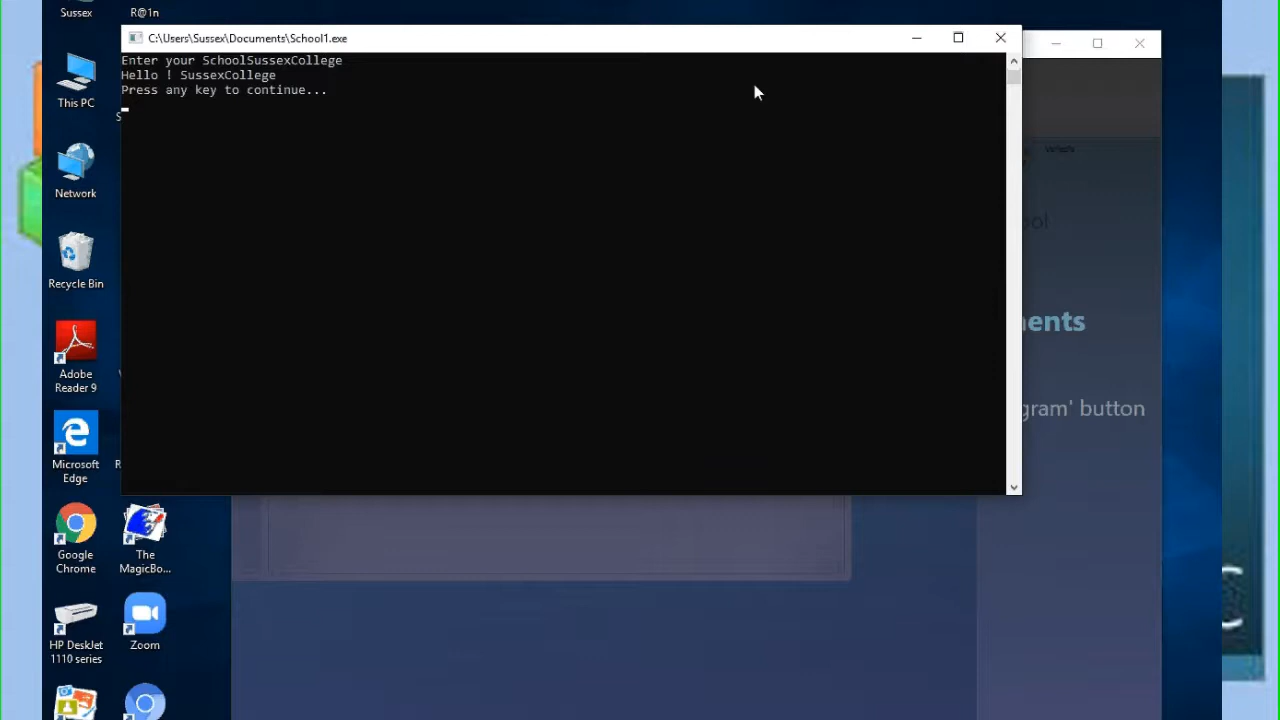 Sussex
R@1n
C:\Users\Sussex\Documents\School1.exe
Enter your SchoolSussexCollege
Hello ! SussexCollege
Press any key to continue...
This PC
Network
Recycle Bin
Adobe
Reader 9
Microsoft
Edge
Google
Chrome
The
MagicBo...
HP DeskJet
1110 series
Zoom
ool
ents
gram' button
C